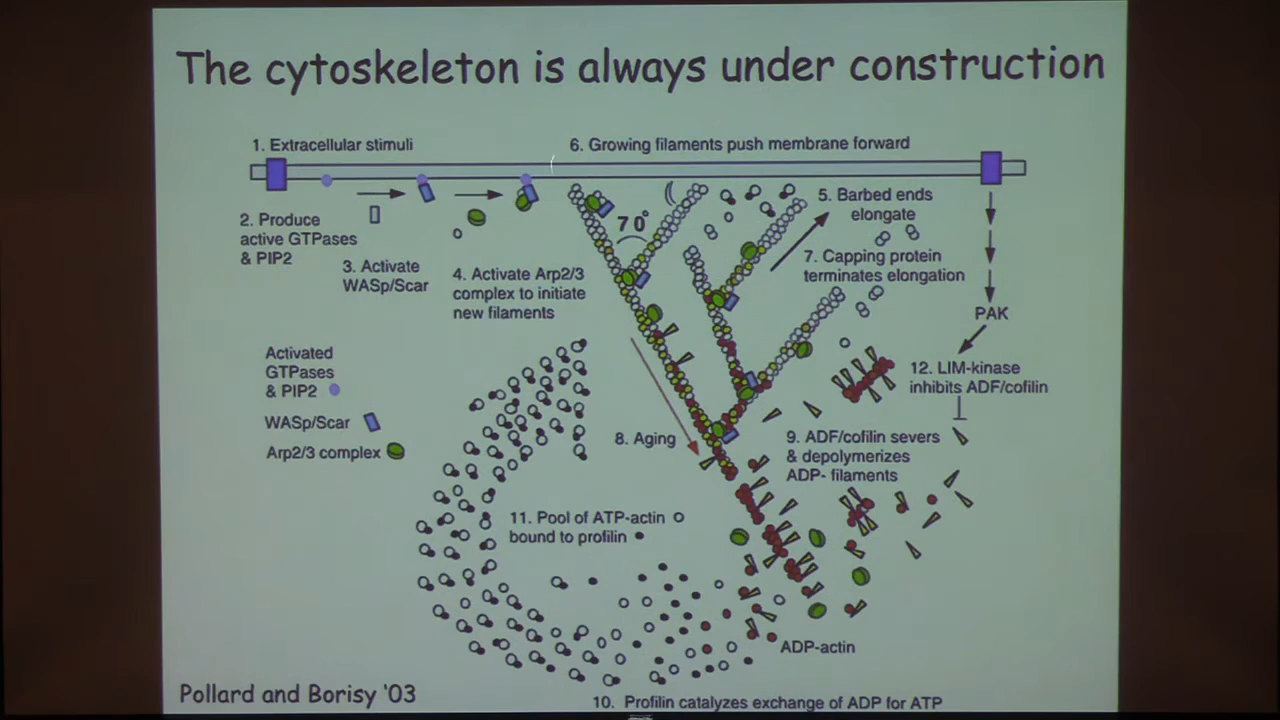 The cytoskeleton is always under construction
1. Extracellular stimuli
6. Growing filaments push membrane forward
2. Produce
active GTPases
& PIP2
3. Activate
WASp/Scar
4. Activate Arp2/3
complex to initiate
new filaments
70°
5. Barbed ends
elongate
7. Capping protein
terminates elongation
PAK
12. LIM-kinase
inhibits ADF/cofilin
Activated
GTPases
& PIP2
WASp/Scar
Arp2/3 complex
8. Aging
9. ADF/cofilin severs
& depolymerizes
ADP- filaments
11. Pool of ATP-actin
bound to profilin
ADP-actin
Pollard and Borisy '03
10. Profilin catalyzes exchange of ADP for ATP